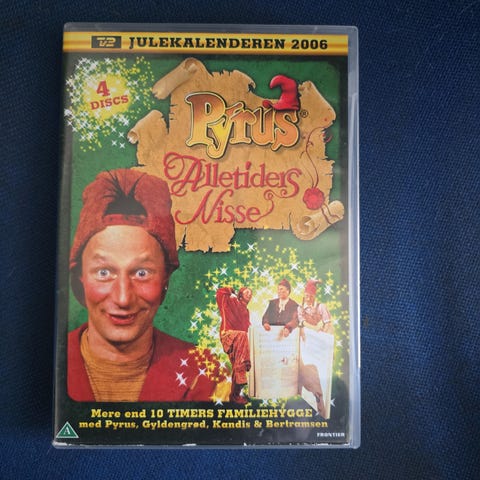 TV2 JULEKALENDEREN 2006
4
DISCS
Pyrus®
Alletiders
Nisse
Mere end 10 TIMERS FAMILIEHYGGE
med Pyrus, Gyldengrød, Kandis & Bertramsen
A
FRONTIER